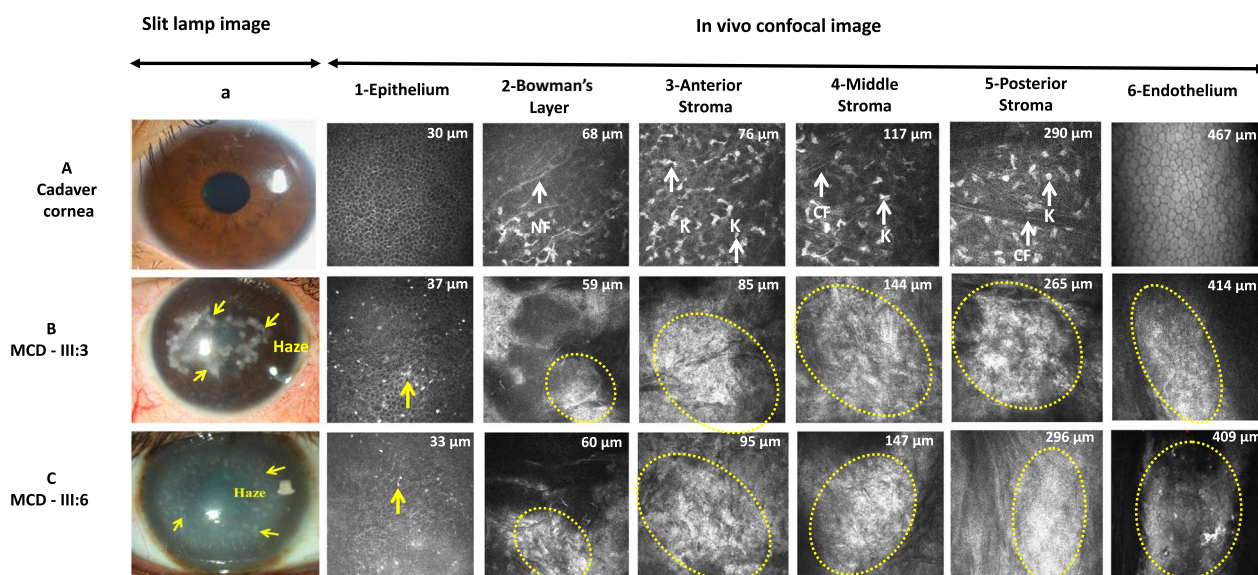 Slit lamp image
In vivo confocal image
a
1-Epithelium
2-Bowman's
Layer
3-Anterior
Stroma
4-Middle
Stroma
5-Posterior
Stroma
6-Endothelium
A
Cadaver
cornea
30 µm
68 µm
NF
76 µm
K
K
117 µm
CF
K
290 µm
K
CF
467 µm
B
MCD - III:3
Haze
37 µm
59 µm
85 µm
144 µm
265 µm
414 µm
C
MCD - III:6
Haze
33 µm
60 µm
95 µm
147 µm
296 µm
409 µm